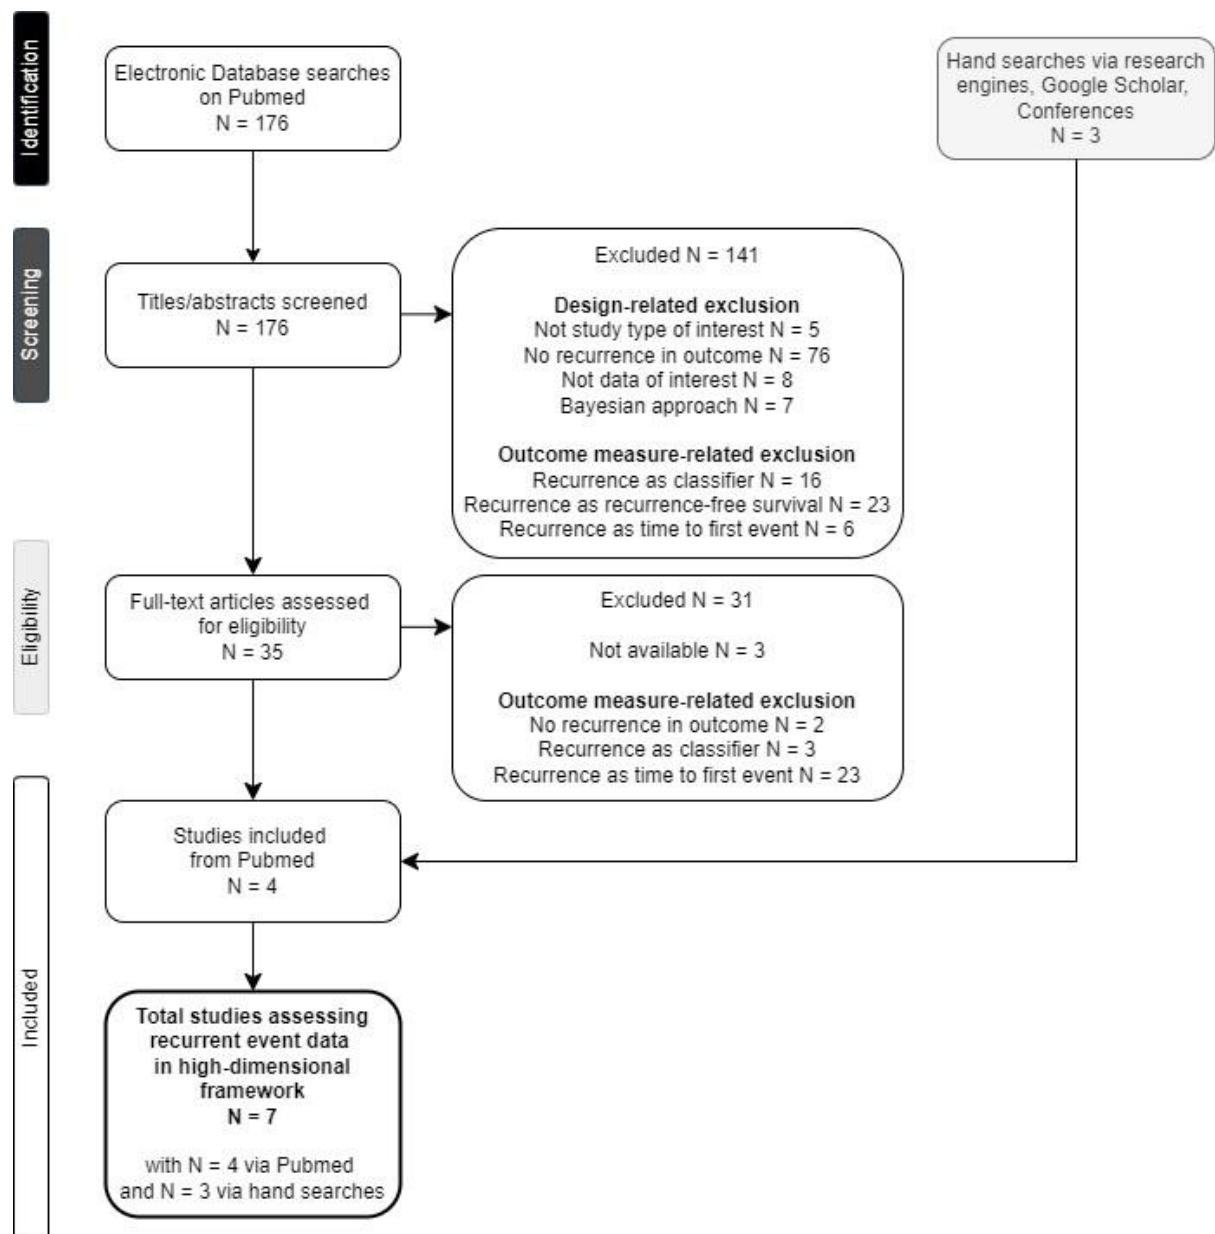 Identification
Electronic Database searches
on Pubmed
N = 176
Hand searches via research
engines, Google Scholar,
Conferences
N = 3
Screening
Titles/abstracts screened
N = 176
Excluded N = 141
Design-related exclusion
Not study type of interest N = 5
No recurrence in outcome N = 76
Not data of interest N = 8
Bayesian approach N = 7
Outcome measure-related exclusion
Recurrence as classifier N = 16
Recurrence as recurrence-free survival N = 23
Recurrence as time to first event N = 6
Eligibility
Full-text articles assessed
for eligibility
N = 35
Excluded N = 31
Not available N = 3
Outcome measure-related exclusion
No recurrence in outcome N = 2
Recurrence as classifier N = 3
Recurrence as time to first event N = 23
Included
Studies included
from Pubmed
N = 4
Total studies assessing
recurrent event data
in high-dimensional
framework
N = 7
with N = 4 via Pubmed
and N = 3 via hand searches